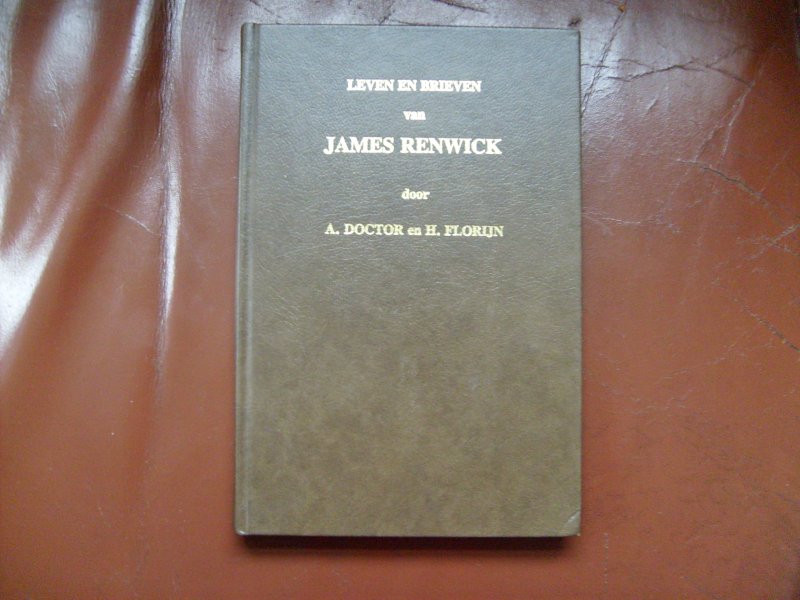 LEVEN EN BRIEVEN
van
JAMES RENWICK
door
A. DOCTOR en H. FLORIJN